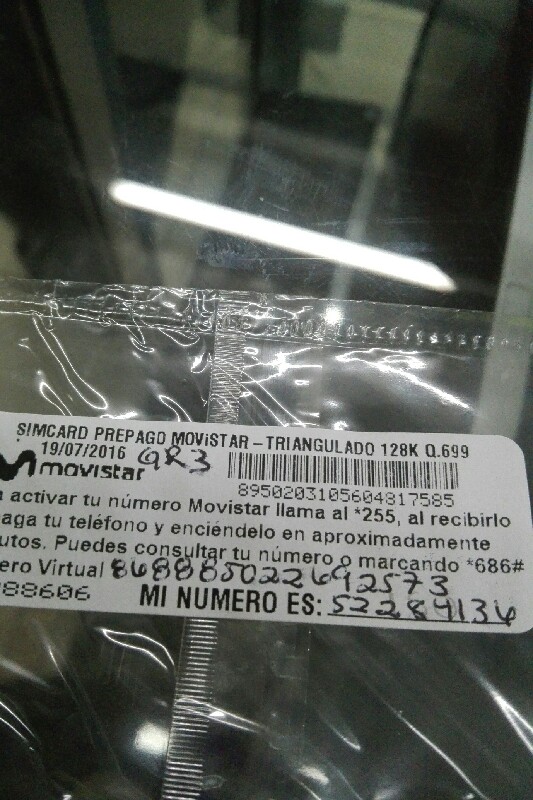 SIMCARD PREPAGO MOViSTAR - TRIANGULADO 128K Q.699
19/07/2016 GR3
movistar
8950203105604817585
activar tu número Movistar llama al *255, al recibirlo
aga tu teléfono y enciéndelo en aproximadamente
utos. Puedes consultar tu número o marcando *686#
ero Virtual 868885022692573
88606 MI NUMERO ES: 52284136